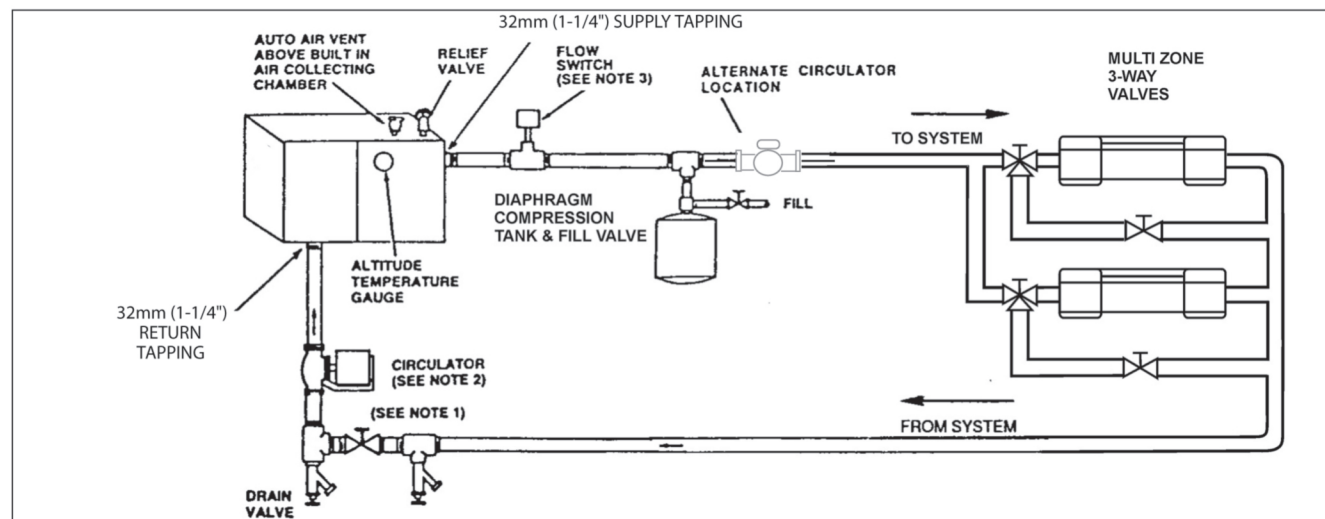 32mm (1-1/4") SUPPLY TAPPING
AUTO AIR VENT
ABOVE BUILT IN
AIR COLLECTING
CHAMBER
RELIEF
VALVE
FLOW
SWITCH
(SEE NOTE 3)
ALTERNATE CIRCULATOR
LOCATION
MULTI ZONE
3-WAY
VALVES
TO SYSTEM
DIAPHRAGM
COMPRESSION
TANK & FILL VALVE
FILL
ALTITUDE
TEMPERATURE
GAUGE
32mm (1-1/4")
RETURN
TAPPING
CIRCULATOR
(SEE NOTE 2)
(SEE NOTE 1)
FROM SYSTEM
DRAIN
VALVE